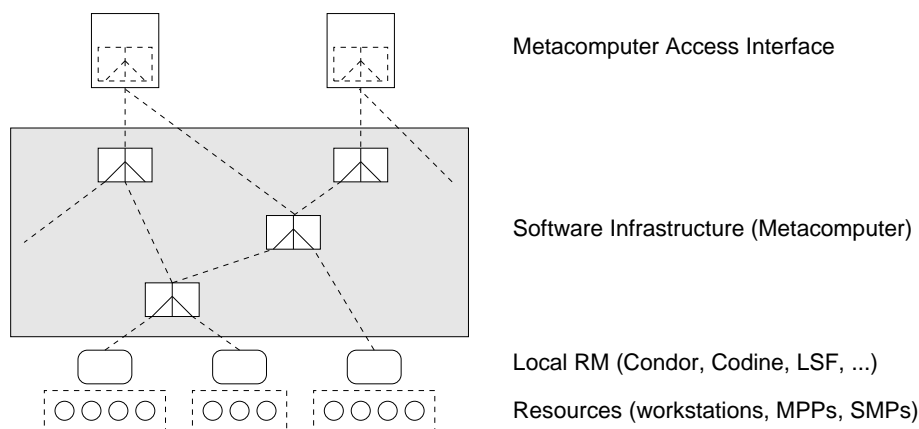 Metacomputer Access Interface
Software Infrastructure (Metacomputer)
Local RM (Condor, Codine, LSF, ...)
Resources (workstations, MPPs, SMPs)